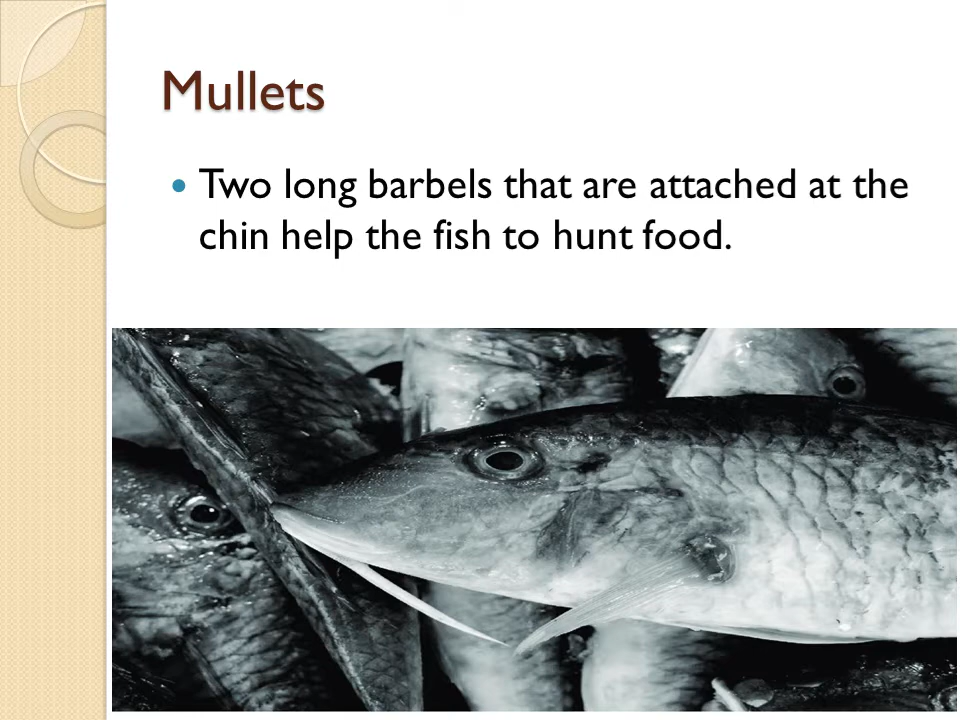 Mullets
• Two long barbels that are attached at the
chin help the fish to hunt food.